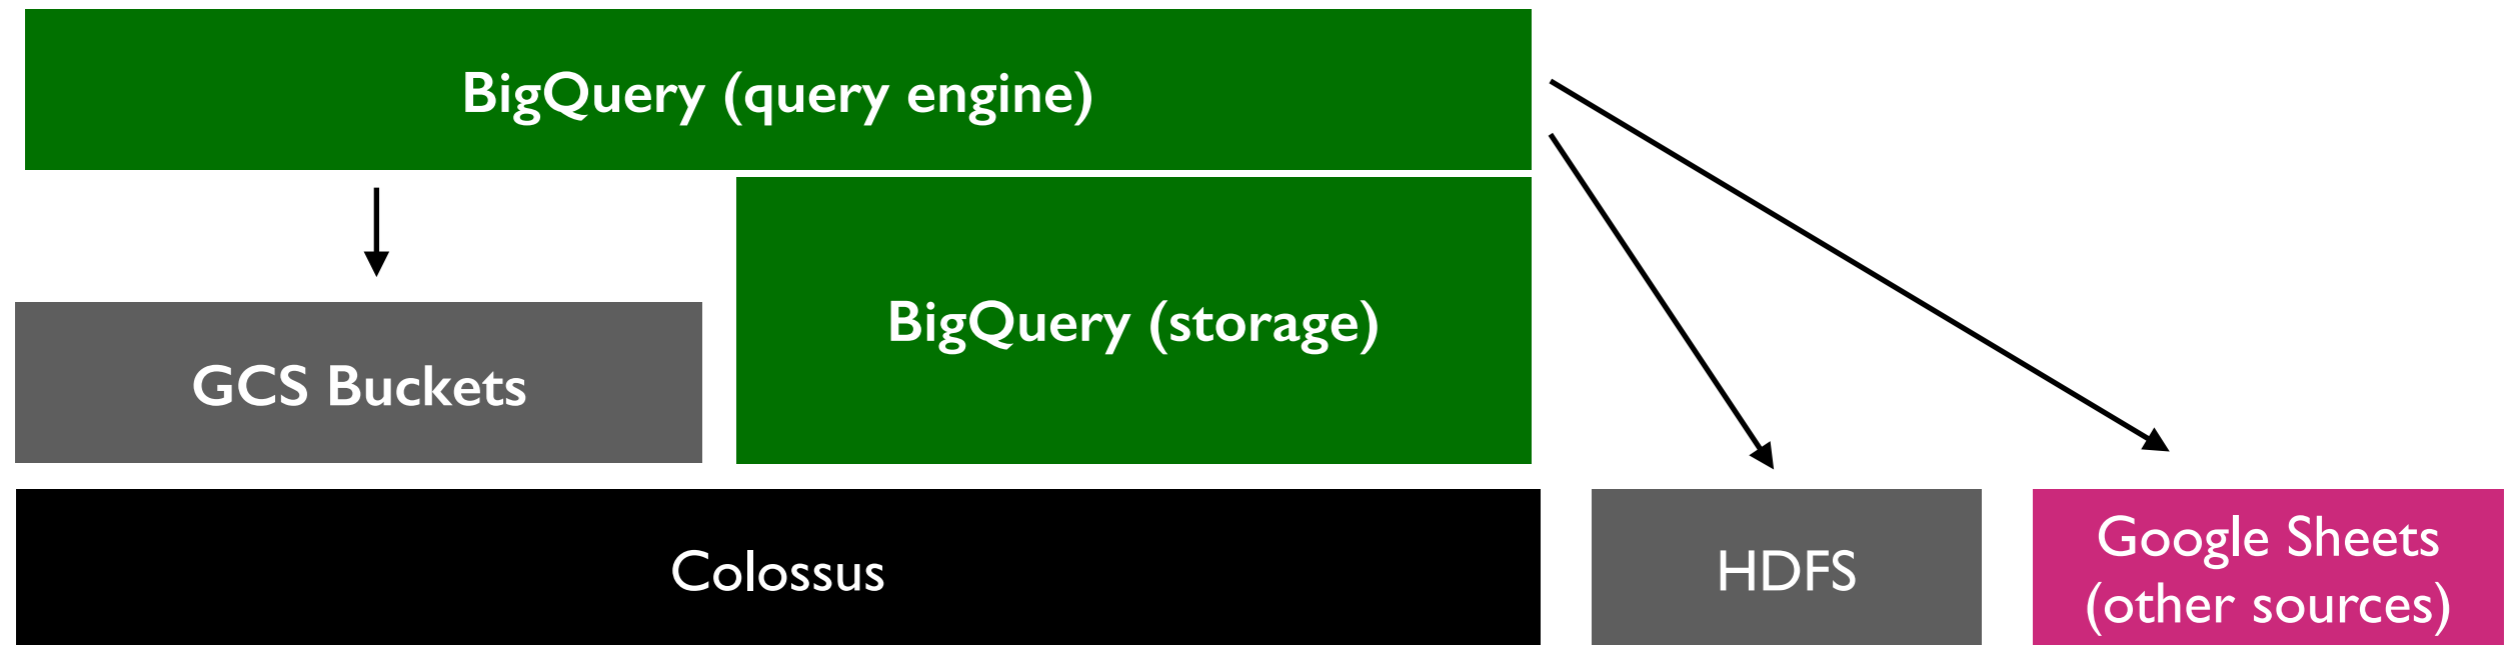 BigQuery (query engine)
BigQuery (storage)
GCS Buckets
Colossus
HDFS
Google Sheets
(other sources)